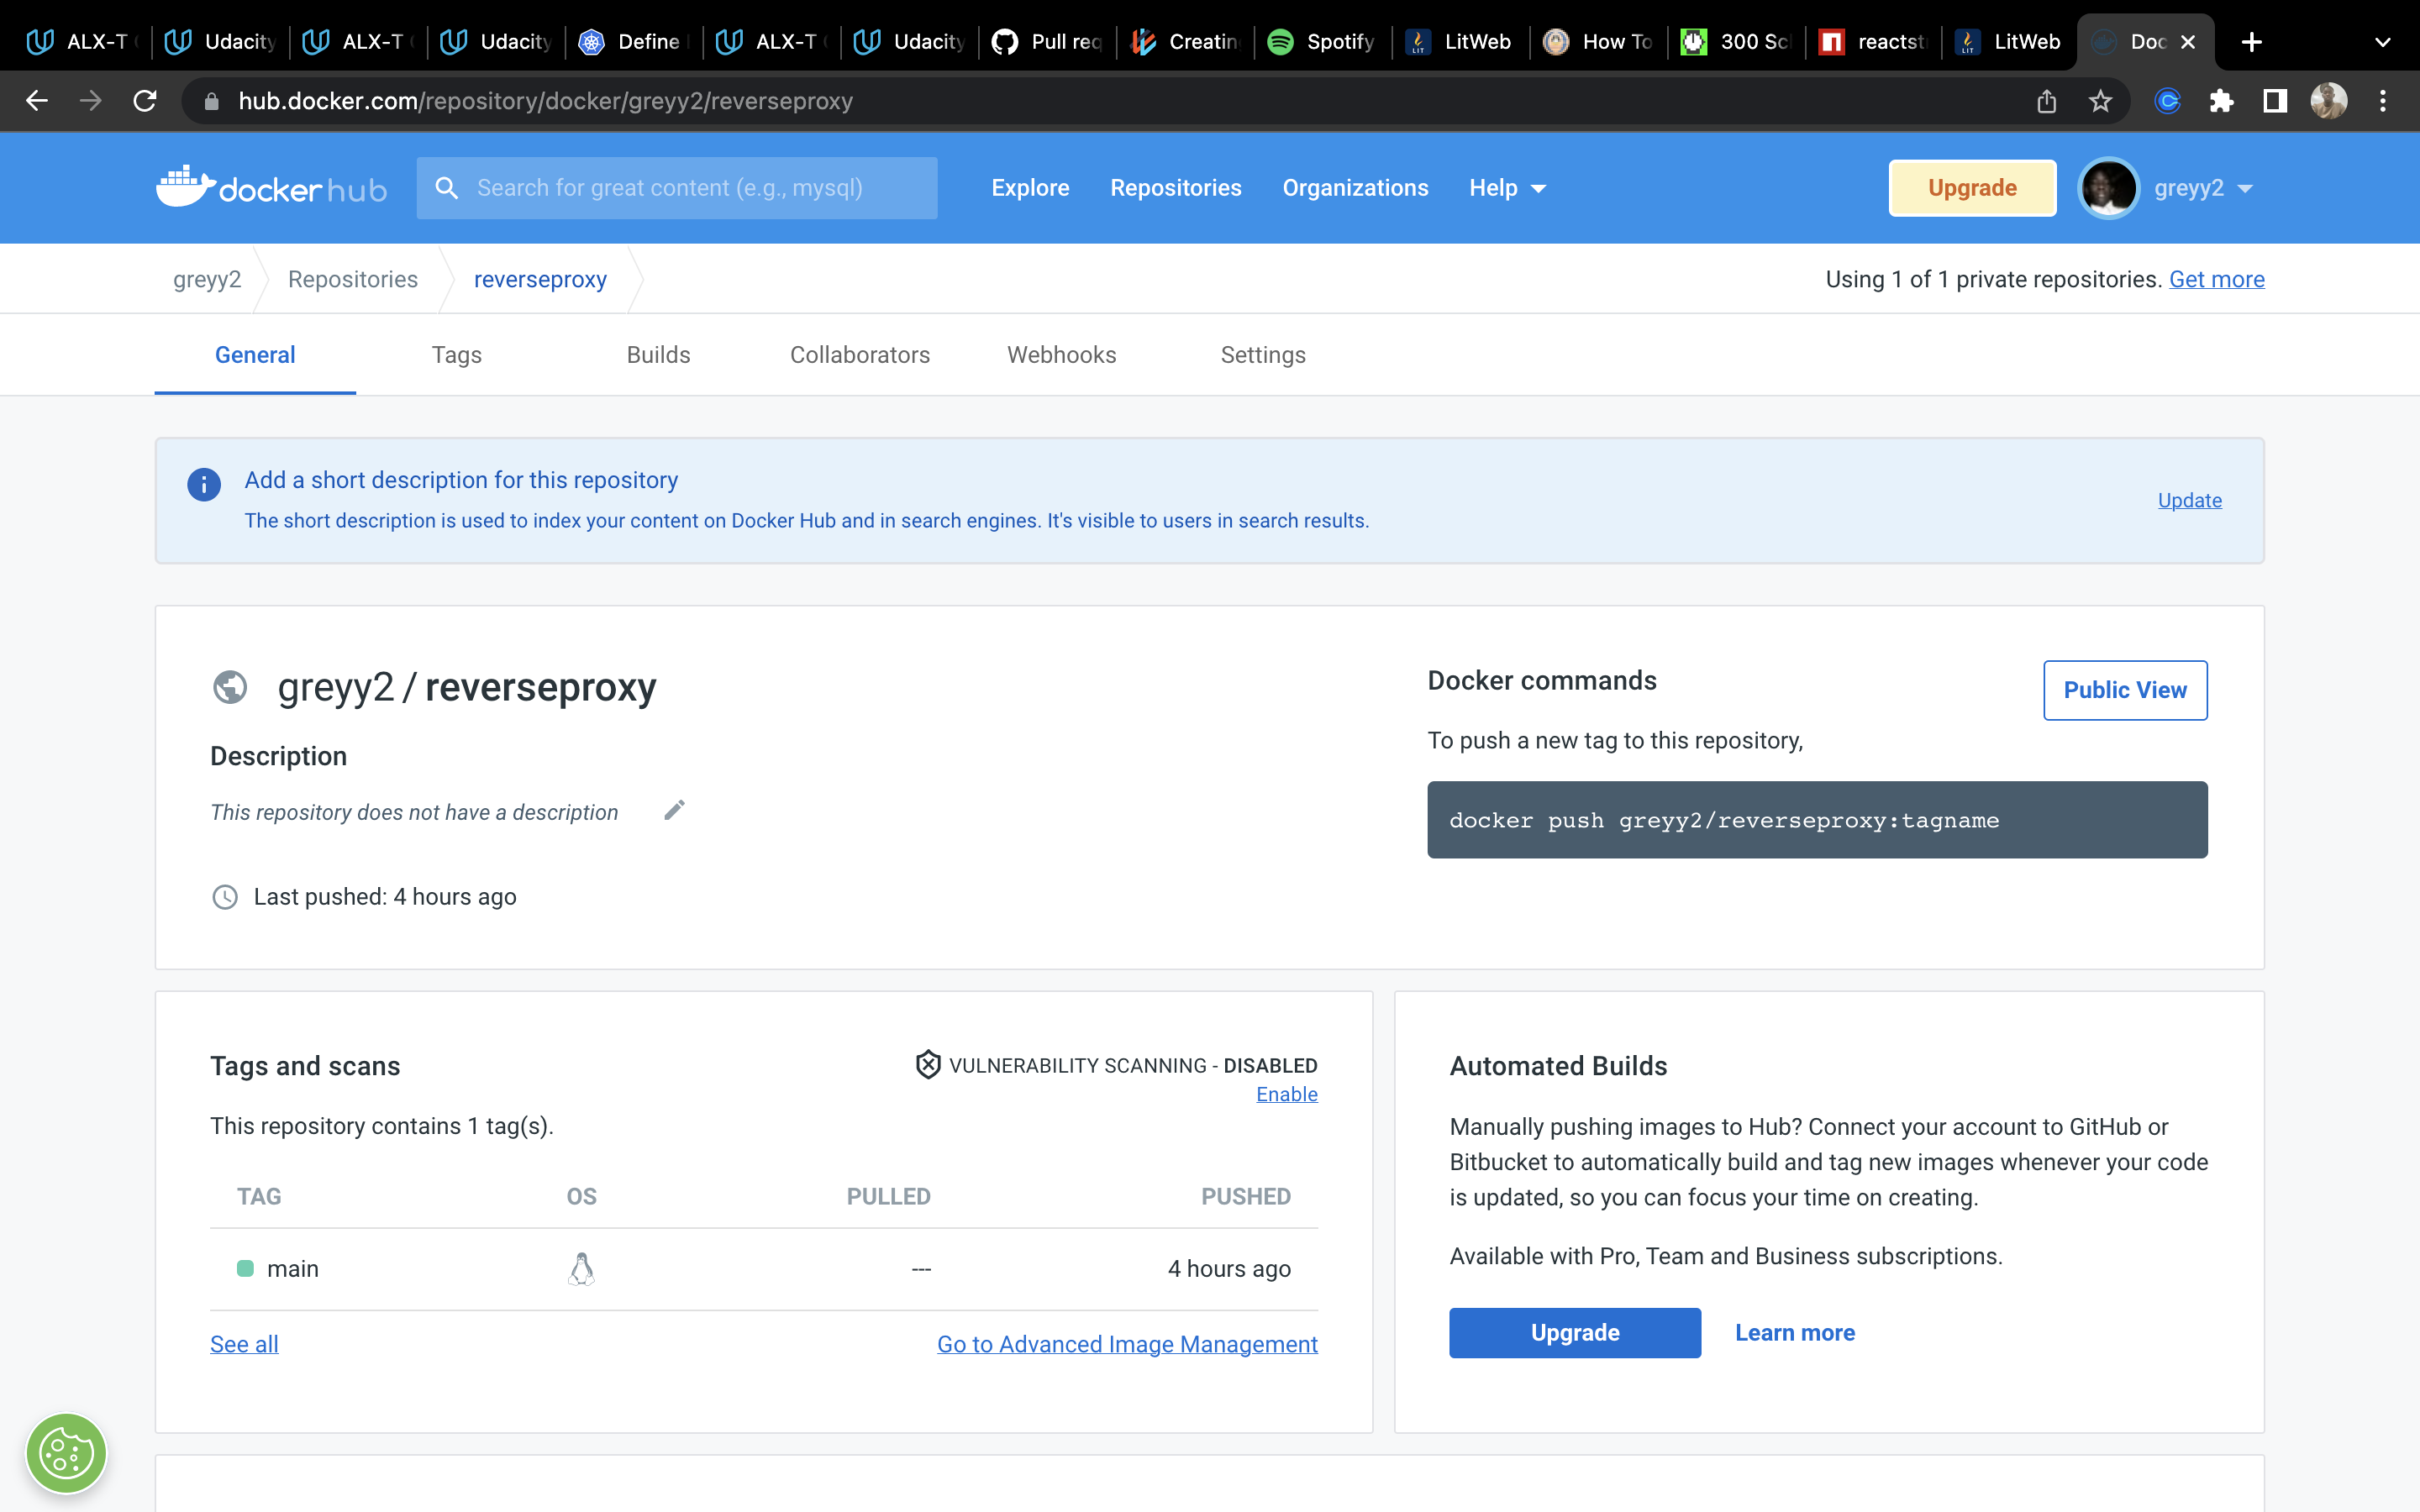 ALX-T
Udacity
ALX-T
Udacity
Define
ALX-T
Udacity
Pull req
Creatin
Spotify
LitWeb
How To
300 Sc
reactst
LitWeb
Doc
hub.docker.com/repository/docker/greyy2/reverseproxy
docker hub
Search for great content (e.g., mysql)
Explore
Repositories
Organizations
Help
Upgrade
greyy2
greyy2
Repositories
reverseproxy
Using 1 of 1 private repositories. Get more
General
Tags
Builds
Collaborators
Webhooks
Settings
Add a short description for this repository
The short description is used to index your content on Docker Hub and in search engines. It's visible to users in search results.
Update
greyy2 / reverseproxy
Description
This repository does not have a description
Last pushed: 4 hours ago
Docker commands
Public View
To push a new tag to this repository,
docker push greyy2/reverseproxy:tagname
Tags and scans
VULNERABILITY SCANNING - DISABLED
Enable
This repository contains 1 tag(s).
TAG OS PULLED PUSHED
main --- 4 hours ago
See all
Go to Advanced Image Management
Automated Builds
Manually pushing images to Hub? Connect your account to GitHub or
Bitbucket to automatically build and tag new images whenever your code
is updated, so you can focus your time on creating.
Available with Pro, Team and Business subscriptions.
Upgrade
Learn more